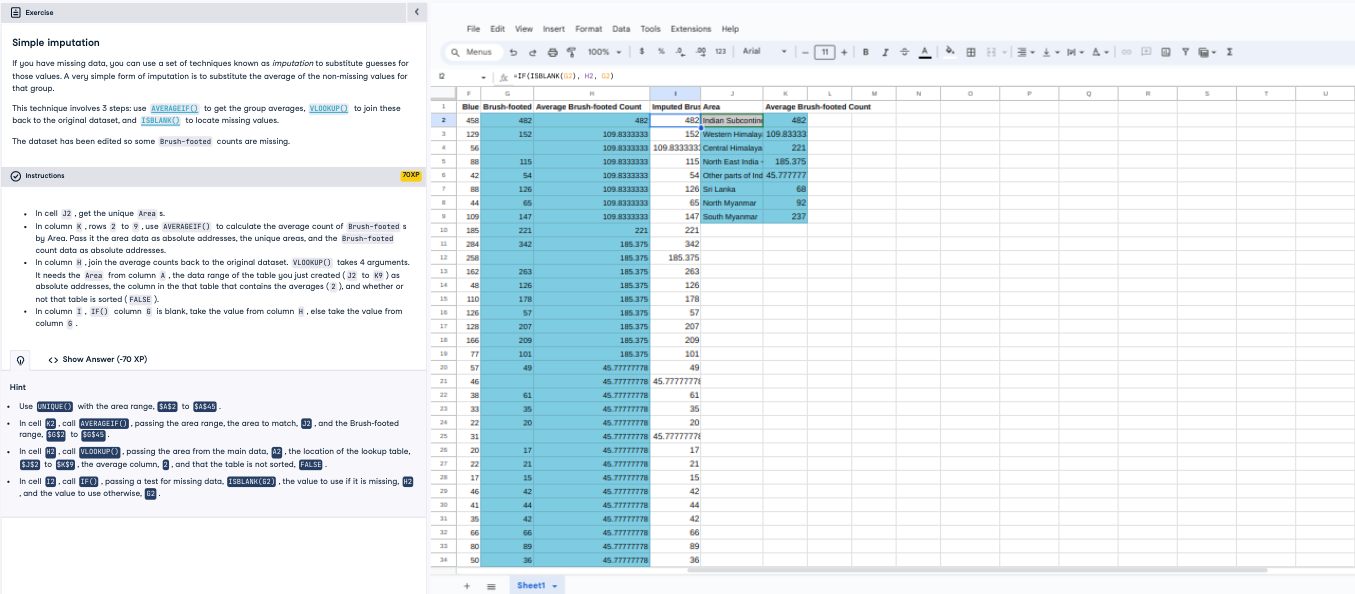 Exercise
Simple imputation
If you have missing data, you can use a set of techniques known as imputation to substitute guesses for
those values. A very simple form of imputation is to substitute the average of the non-missing values for
that group.
This technique involves 3 steps: use AVERAGEIF() to get the group averages, VLOOKUP() to join these
back to the original dataset, and ISBLANK() to locate missing values.
The dataset has been edited so some Brush-footed counts are missing.
Instructions 70XP
In cell J2 , get the unique Area s.
In column K , rows 2 to 9 , use AVERAGEIF() to calculate the average count of Brush-footed s
by Area. Pass it the area data as absolute addresses, the unique areas, and the Brush-footed
count data as absolute addresses.
In column H , join the average counts back to the original dataset. VLOOKUP() takes 4 arguments.
It needs the Area from column A , the data range of the table you just created ( J2 to K9 ) as
absolute addresses, the column in the that table that contains the averages ( 2 ), and whether or
not that table is sorted ( FALSE ).
In column I , IF() column G is blank, take the value from column H , else take the value from
column G .
Show Answer (-70 XP)
Hint
Use UNIQUE() with the area range, $A$2 to $A$45 .
In cell K2 , call AVERAGEIF() , passing the area range, the area to match, J2 , and the Brush-footed
range, $G$2 to $G$45 .
In cell H2 , call VLOOKUP() , passing the area from the main data, A2 , the location of the lookup table,
$J$2 to $K$9 , the average column, 2 , and that the table is not sorted, FALSE .
In cell I2 , call IF() , passing a test for missing data, ISBLANK(G2) , the value to use if it is missing, H2
, and the value to use otherwise, G2 .
File Edit View Insert Format Data Tools Extensions Help
Menus 100% $ % .0 .00 123 Arial 11 B I A
I2 =IF(ISBLANK(G2), H2, G2)
F G H I J K L M N O P Q R S T U
1 Blue Brush-footed Average Brush-footed Count Imputed Brus Area Average Brush-footed Count
2 458 482 482 482 Indian Subcontine 482
3 129 152 109.8333333 152 Western Himalay 109.83333
4 56 109.8333333 109.8333333 Central Himalaya 221
5 88 115 109.8333333 115 North East India - 185.375
6 42 54 109.8333333 54 Other parts of Ind 45.777777
7 88 126 109.8333333 126 Sri Lanka 68
8 44 65 109.8333333 65 North Myanmar 92
9 109 147 109.8333333 147 South Myanmar 237
10 185 221 221 221
11 284 342 185.375 342
12 258 185.375 185.375
13 162 263 185.375 263
14 48 126 185.375 126
15 110 178 185.375 178
16 126 57 185.375 57
17 128 207 185.375 207
18 166 209 185.375 209
19 77 101 185.375 101
20 57 49 45.77777778 49
21 46 45.77777778 45.77777778
22 38 61 45.77777778 61
23 33 35 45.77777778 35
24 22 20 45.77777778 20
25 31 45.77777778 45.77777778
26 20 17 45.77777778 17
27 22 21 45.77777778 21
28 17 15 45.77777778 15
29 46 42 45.77777778 42
30 41 44 45.77777778 44
31 35 42 45.77777778 42
32 66 66 45.77777778 66
33 80 89 45.77777778 89
34 50 36 45.77777778 36
Sheet1